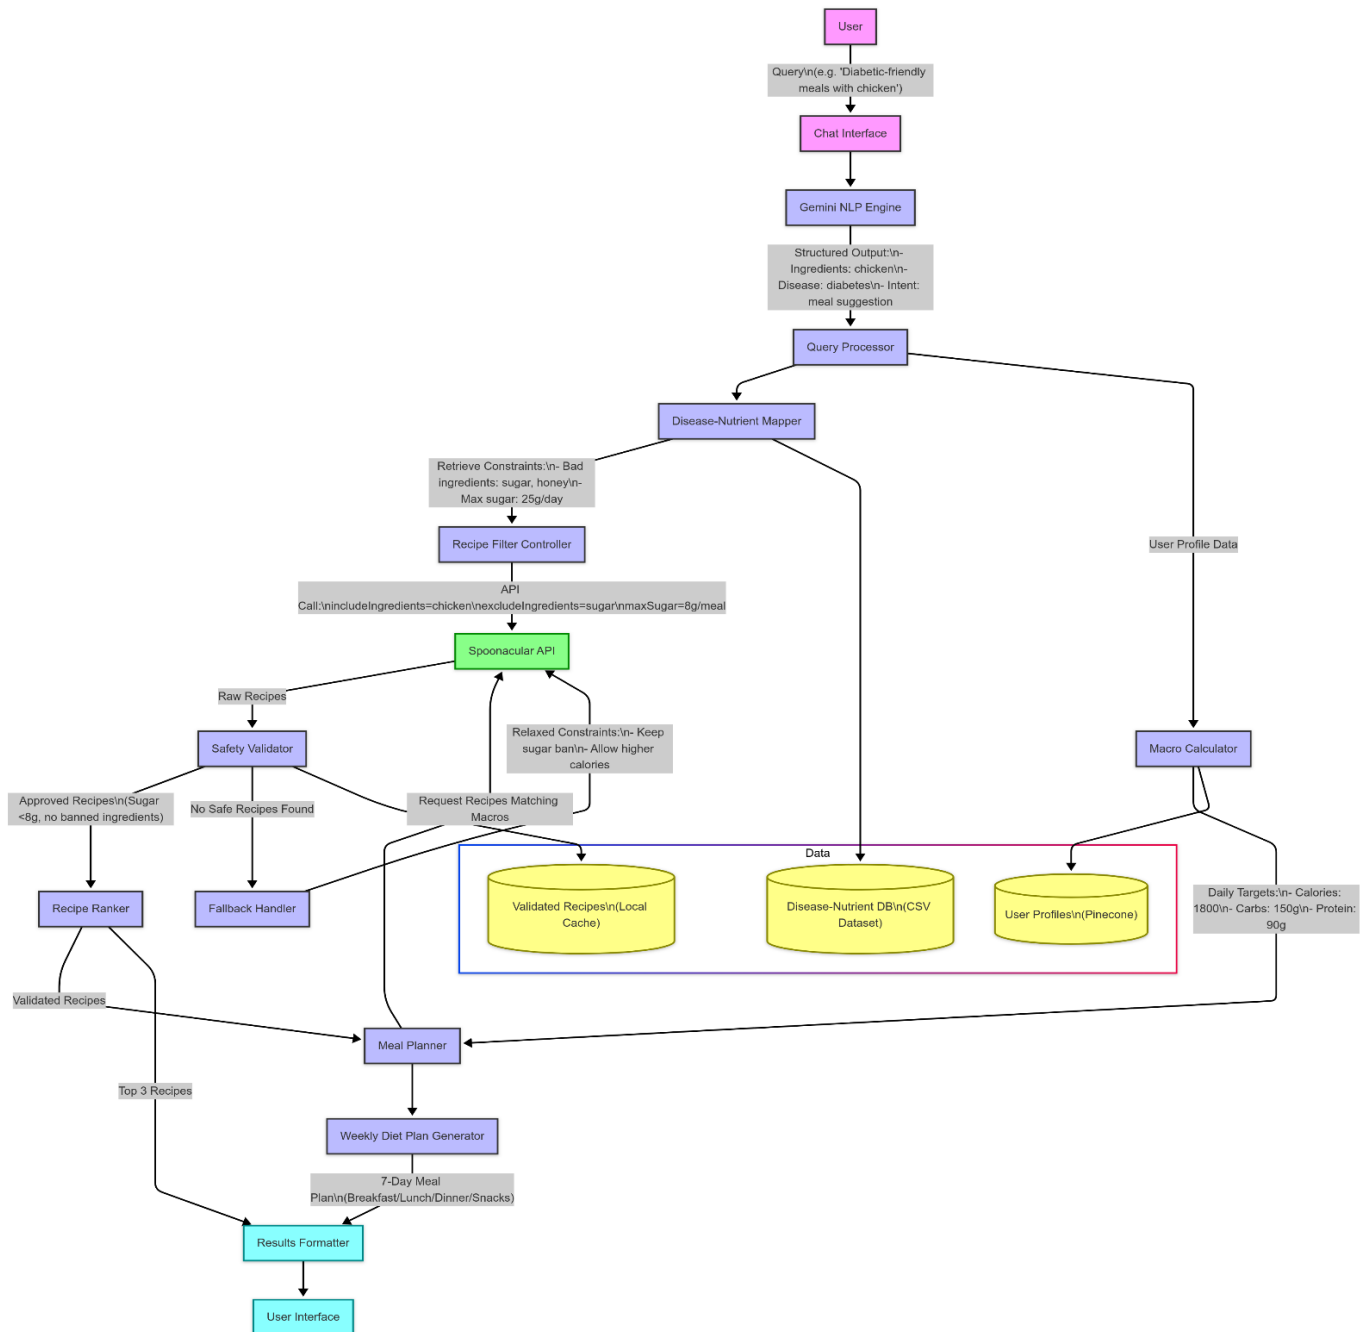 User
Query\n(e.g. 'Diabetic-friendly
meals with chicken')
Chat Interface
Gemini NLP Engine
Structured Output:\n-
Ingredients: chicken\n-
Disease: diabetes\n- Intent:
meal suggestion
Query Processor
Disease-Nutrient Mapper
Retrieve Constraints:\n- Bad
ingredients: sugar, honey\n-
Max sugar: 25g/day
Recipe Filter Controller
User Profile Data
API
Call:\nincludeIngredients=chicken\nexcludeIngredients=sugar\nmaxSugar=8g/meal
Spoonacular API
Raw Recipes
Safety Validator
Relaxed Constraints:\n- Keep
sugar ban\n- Allow higher
calories
Macro Calculator
Approved Recipes\n(Sugar
<8g, no banned ingredients)
No Safe Recipes Found
Request Recipes Matching
Macros
Data
Recipe Ranker
Fallback Handler
Validated Recipes\n(Local
Cache)
Disease-Nutrient DB\n(CSV
Dataset)
User Profiles\n(Pinecone)
Daily Targets:\n- Calories:
1800\n- Carbs: 150g\n- Protein:
90g
Validated Recipes
Meal Planner
Top 3 Recipes
Weekly Diet Plan Generator
7-Day Meal
Plan\n(Breakfast/Lunch/Dinner/Snacks)
Results Formatter
User Interface